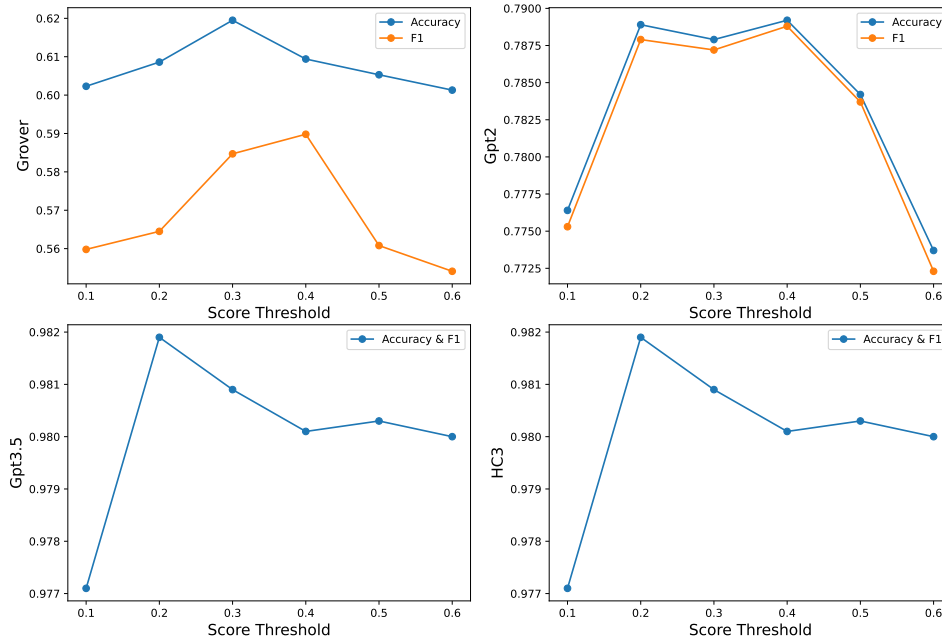 Grover
0.62
0.61
0.60
0.59
0.58
0.57
0.56
Accuracy
F1
0.1 0.2 0.3 0.4 0.5 0.6
Score Threshold
Gpt2
0.7900
0.7875
0.7850
0.7825
0.7800
0.7775
0.7750
0.7725
Accuracy
F1
0.1 0.2 0.3 0.4 0.5 0.6
Score Threshold
Gpt3.5
0.982
0.981
0.980
0.979
0.978
0.977
Accuracy & F1
0.1 0.2 0.3 0.4 0.5 0.6
Score Threshold
HC3
0.982
0.981
0.980
0.979
0.978
0.977
Accuracy & F1
0.1 0.2 0.3 0.4 0.5 0.6
Score Threshold